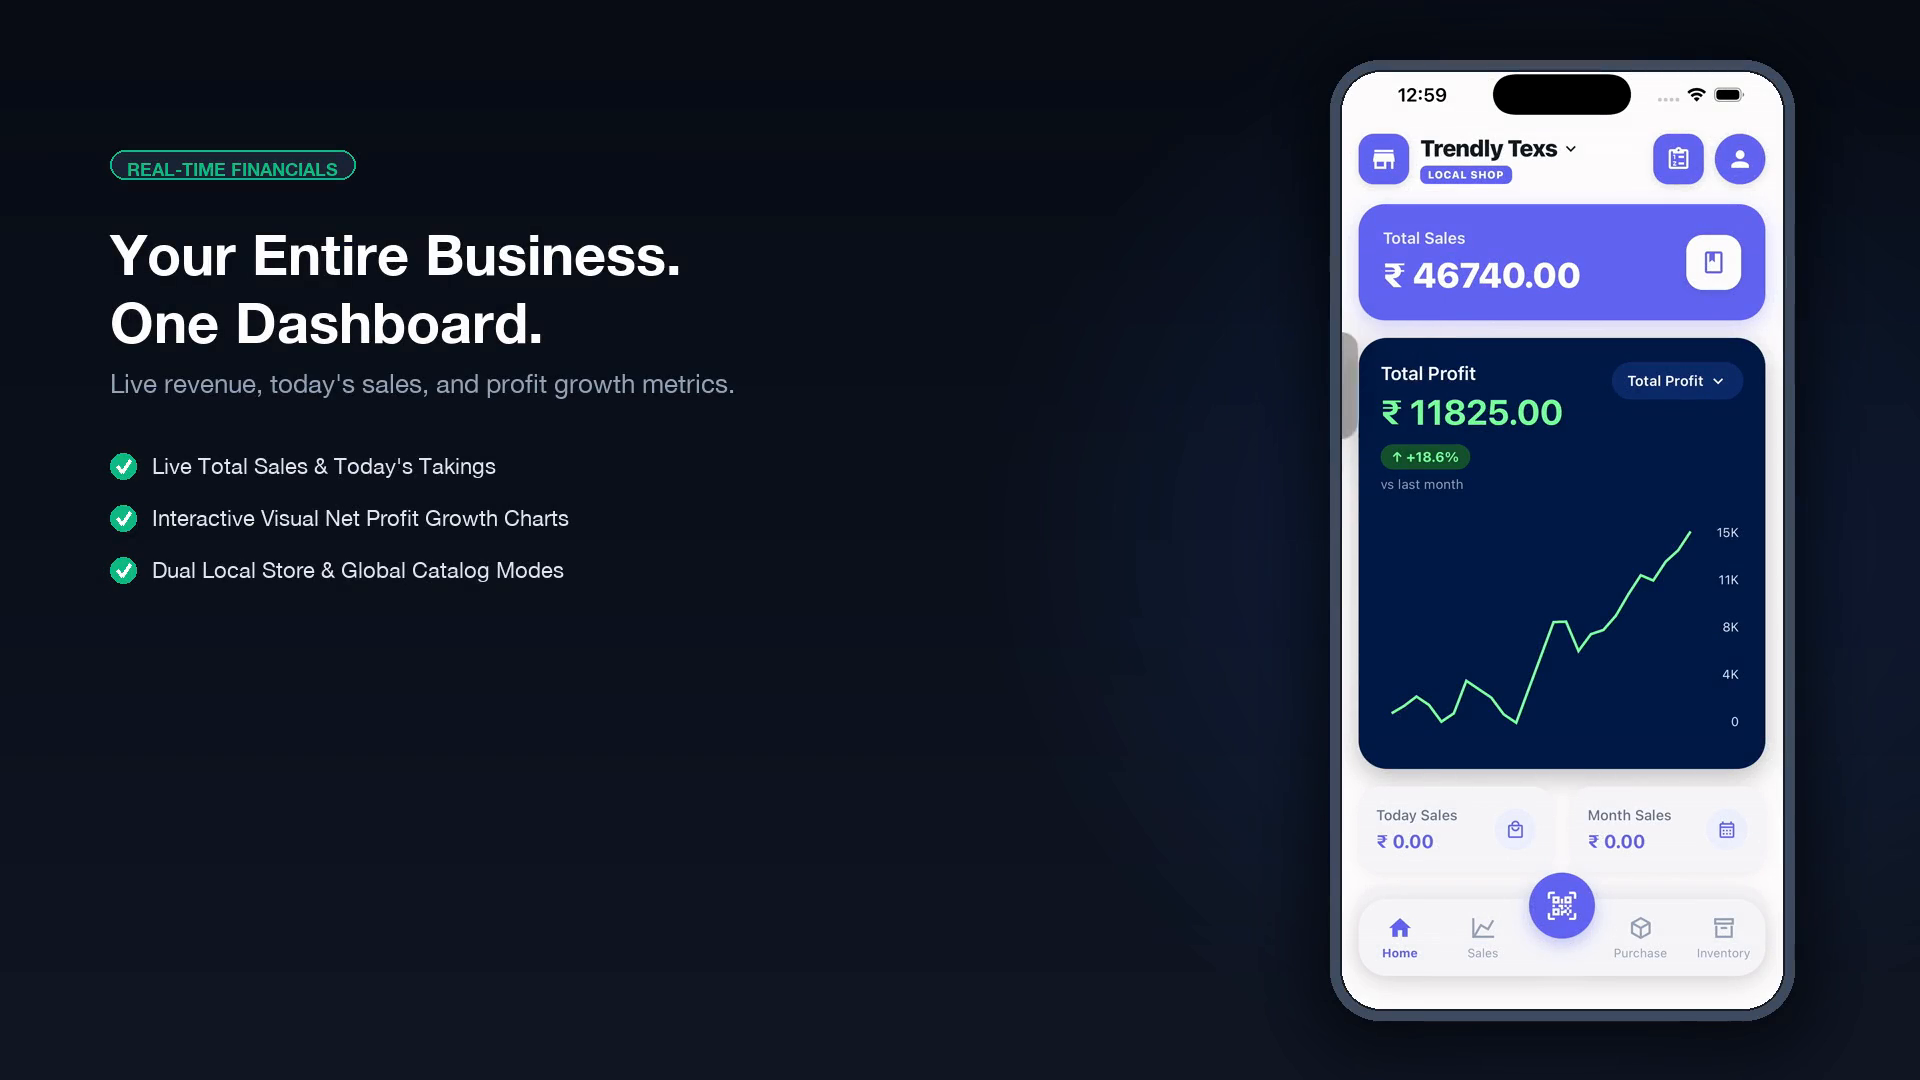 REAL-TIME FINANCIALS
Your Entire Business.
One Dashboard.
Live revenue, today's sales, and profit growth metrics.
Live Total Sales & Today's Takings
Interactive Visual Net Profit Growth Charts
Dual Local Store & Global Catalog Modes
12:59
Trendly Texs
LOCAL SHOP
Total Sales
₹ 46740.00
Total Profit
Total Profit
₹ 11825.00
↑ +18.6%
vs last month
15K
11K
8K
4K
0
Today Sales
₹ 0.00
Month Sales
₹ 0.00
Home
Sales
Purchase
Inventory